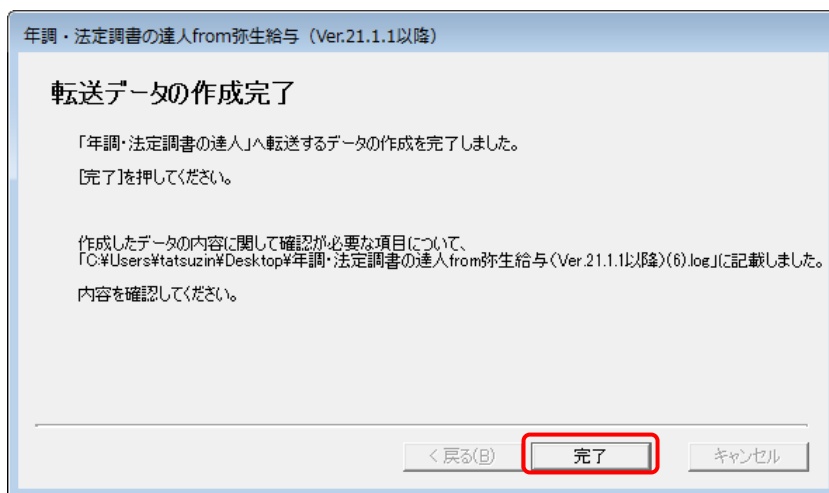 年調・法定調書の達人from弥生給与（Ver.21.1.1以降）
転送データの作成完了
「年調・法定調書の達人」へ転送するデータの作成を完了しました。
[完了]を押してください。
作成したデータの内容に関して確認が必要な項目について、
「C:¥Users¥tatsuzin¥Desktop¥年調・法定調書の達人from弥生給与(Ver.21.1.1以降)(6).log」に記載しました。
内容を確認してください。
< 戻る(B)
完了
キャンセル